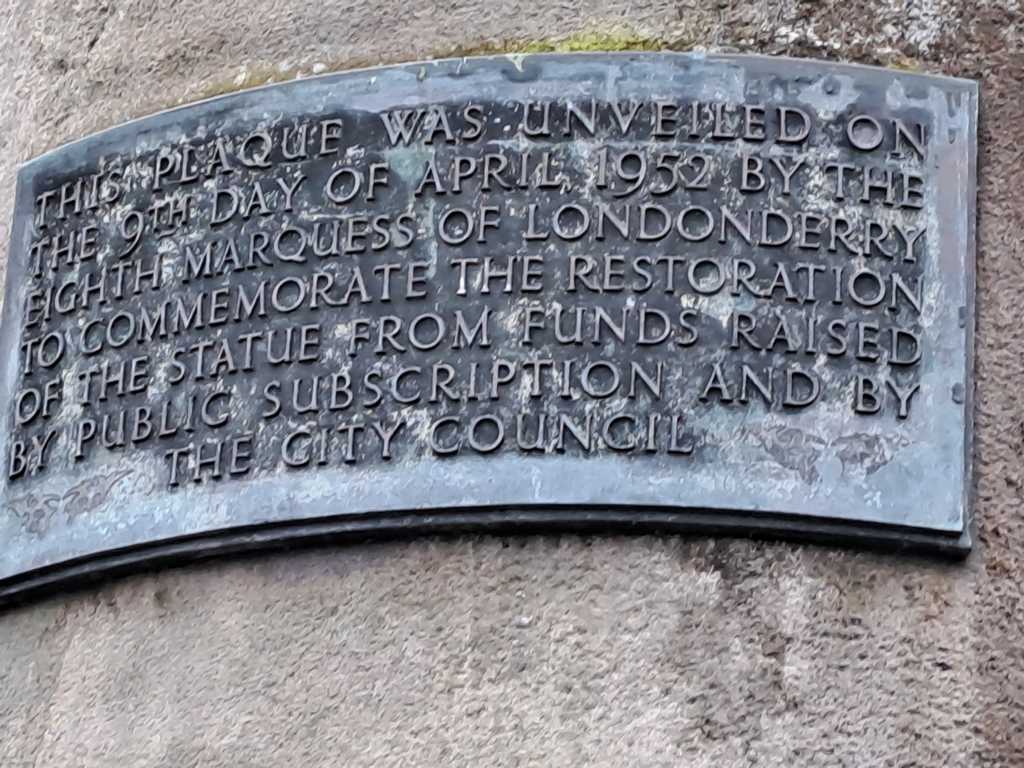 THIS PLAQUE WAS UNVEILED ON
THE 9TH DAY OF APRIL 1952 BY THE
EIGHTH MARQUESS OF LONDONDERRY
TO COMMEMORATE THE RESTORATION
OF THE STATUE FROM FUNDS RAISED
BY PUBLIC SUBSCRIPTION AND BY
THE CITY COUNCIL